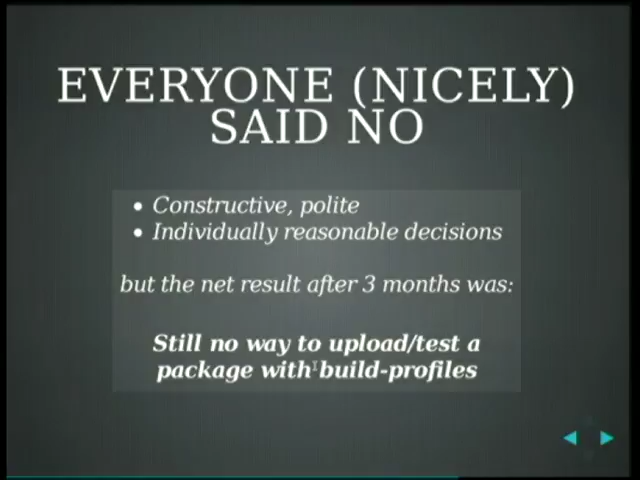 EVERYONE (NICELY)
SAID NO
• Constructive, polite
• Individually reasonable decisions
but the net result after 3 months was:
Still no way to upload/test a
package with build-profiles